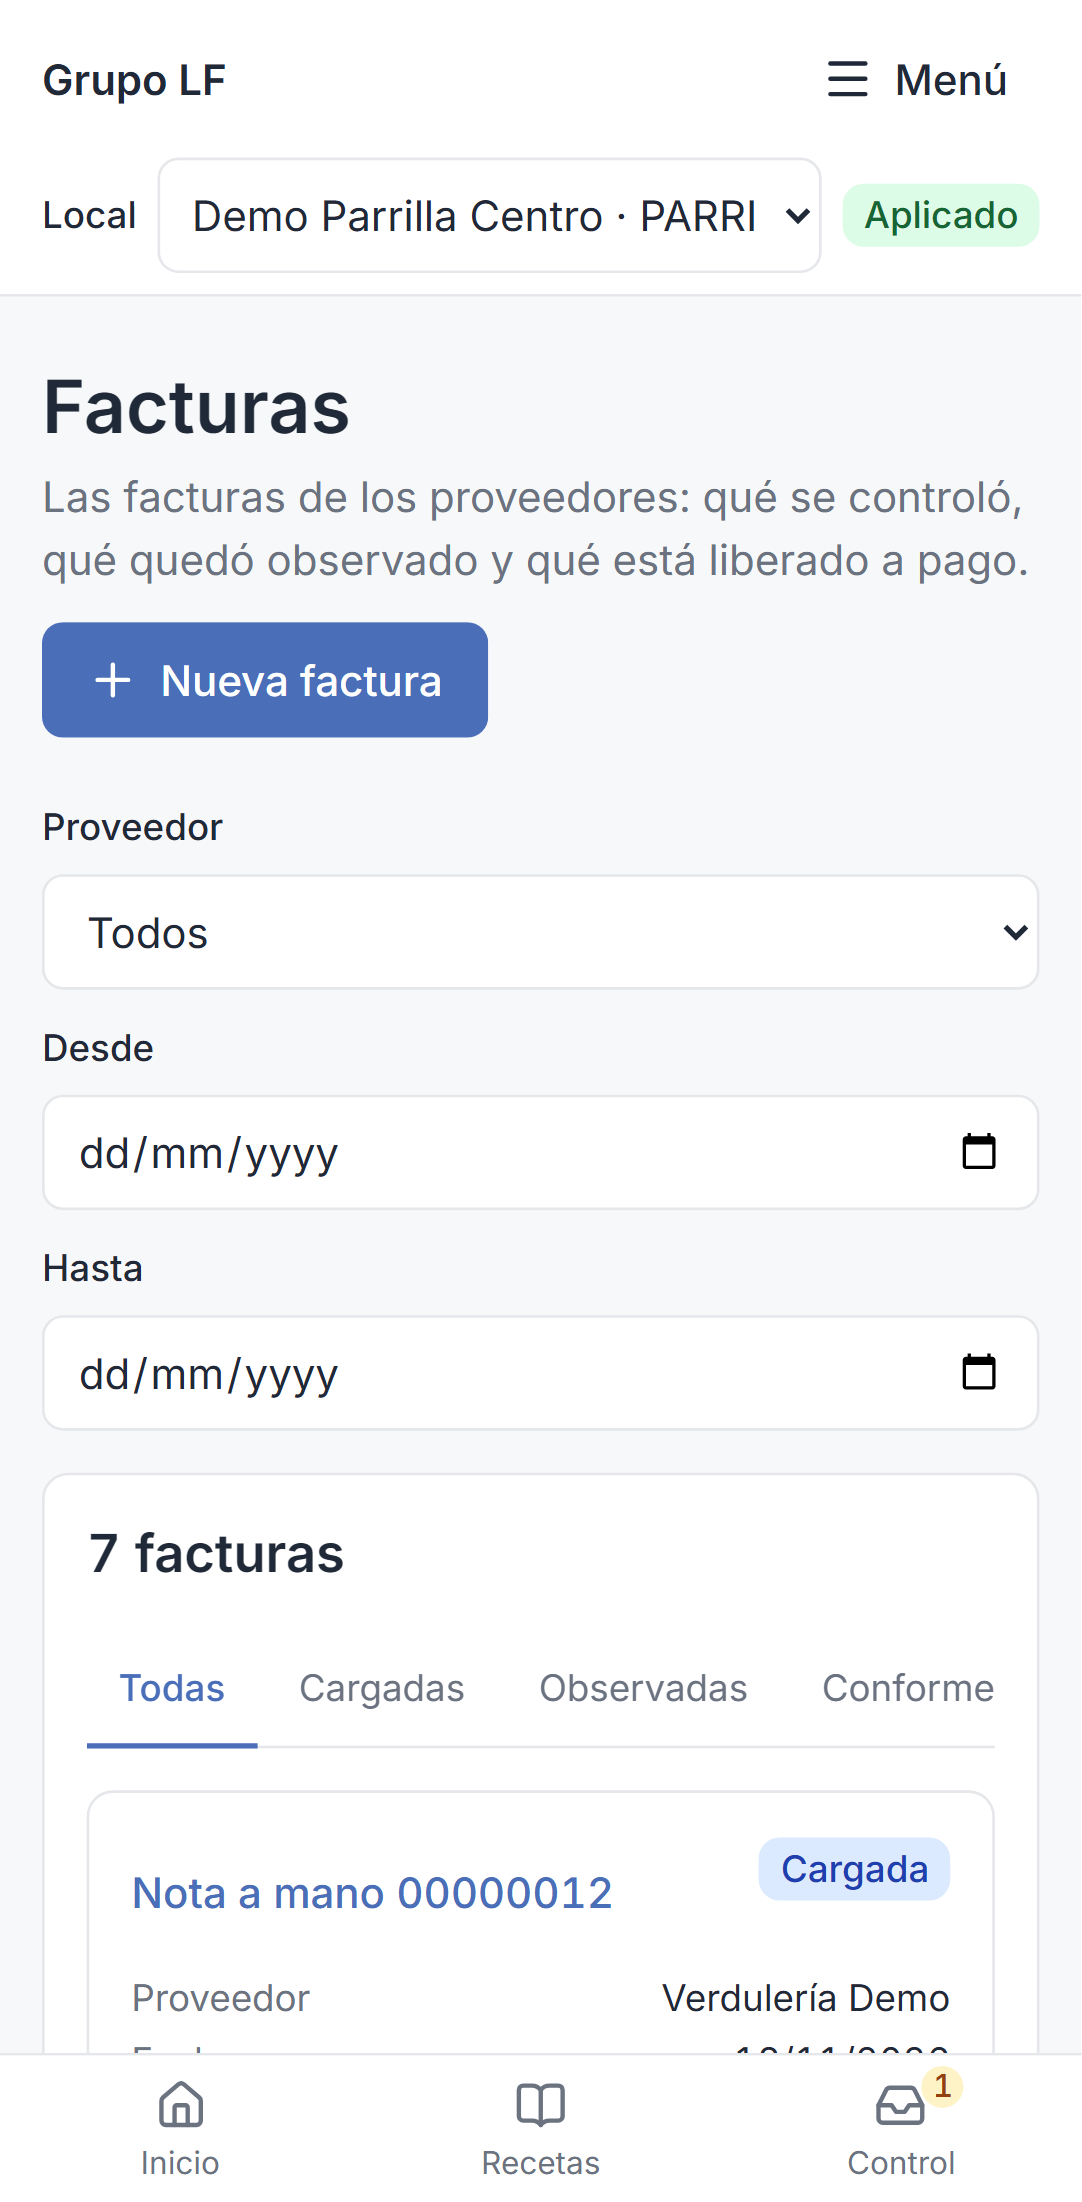 Grupo LF
Menú
Local
Demo Parrilla Centro · PARRI
Aplicado
Facturas
Las facturas de los proveedores: qué se controló,
qué quedó observado y qué está liberado a pago.
Nueva factura
Proveedor
Todos
Desde
dd/mm/yyyy
Hasta
dd/mm/yyyy
7 facturas
Todas Cargadas Observadas Conforme
Cargada
Nota a mano 00000012
Proveedor Verdulería Demo
Inicio
Recetas
1
Control